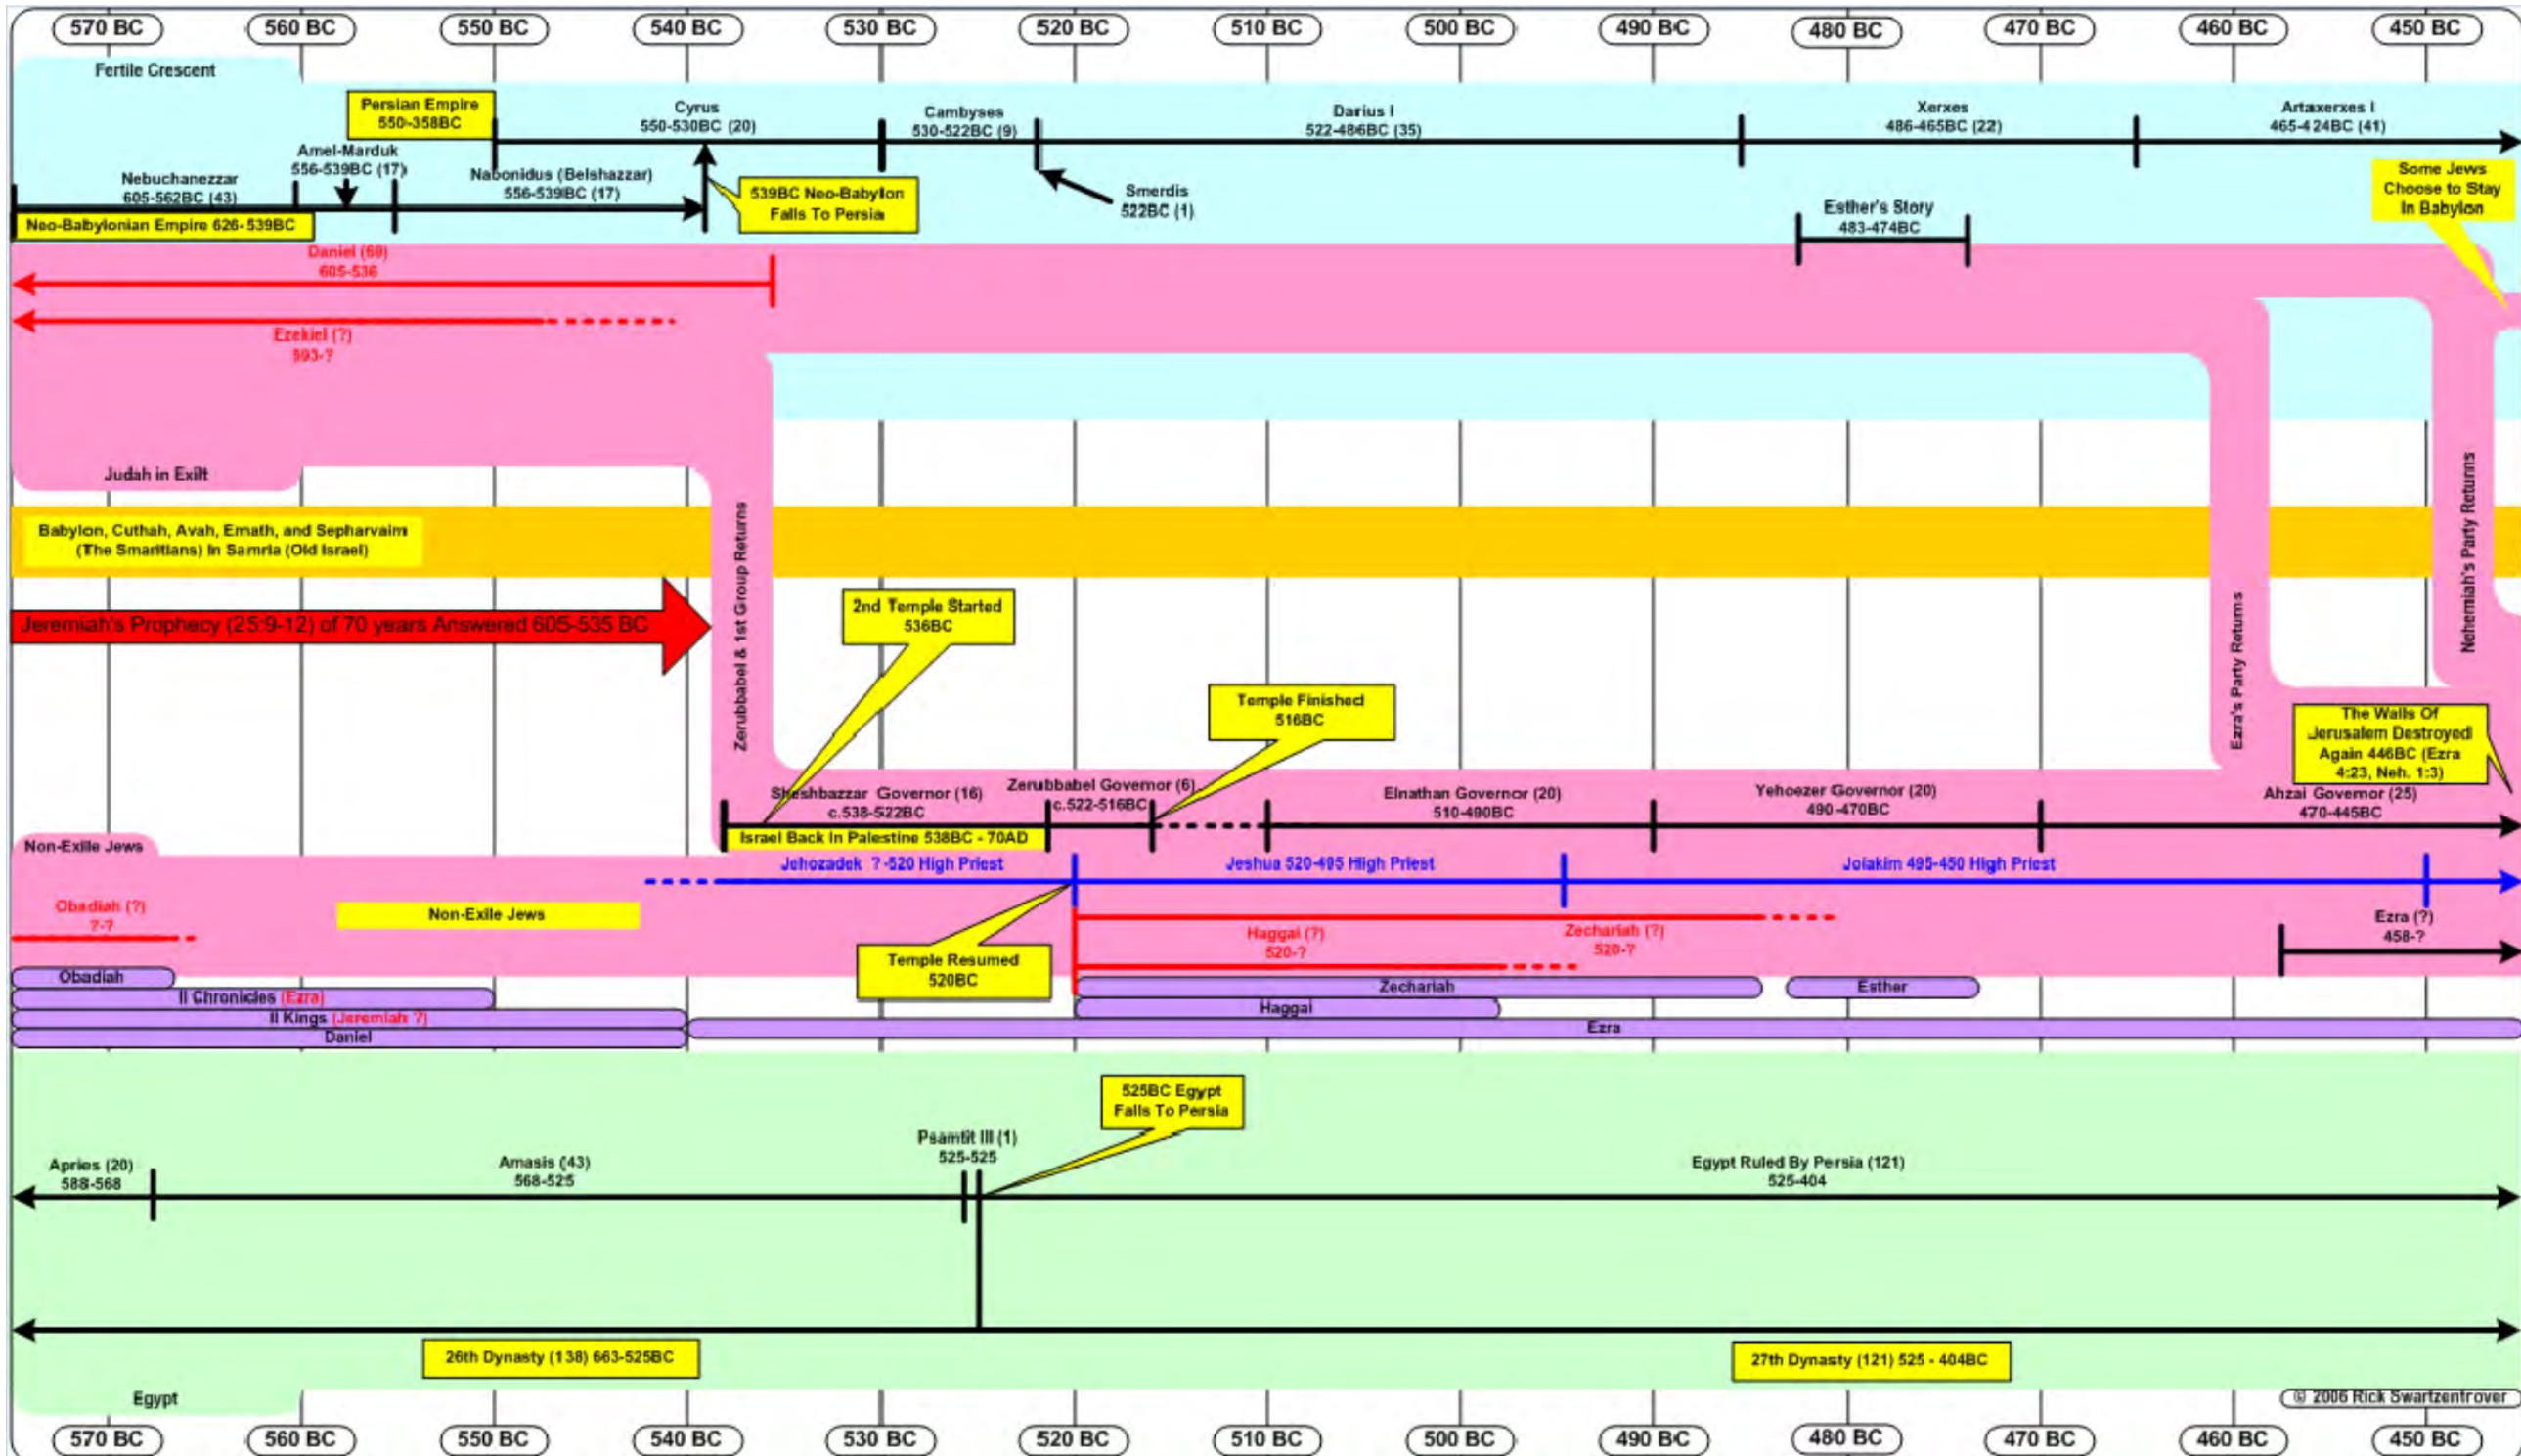 570 BC
560 BC
550 BC
540 BC
530 BC
520 BC
510 BC
500 BC
490 BC
480 BC
470 BC
460 BC
450 BC
Fertile Crescent
Persian Empire
550-358BC
Cyrus
550-530BC (20)
Cambyses
530-522BC (9)
Darius I
522-486BC (35)
Xerxes
486-465BC (22)
Artaxerxes I
465-424BC (41)
Amel-Marduk
556-539BC (17)
Nebuchanezzar
605-562BC (43)
Nabonidus (Belshazzar)
556-539BC (17)
539BC Neo-Babylon
Falls To Persia
Smerdis
522BC (1)
Some Jews
Choose to Stay
In Babylon
Esther's Story
483-474BC
Neo-Babylonian Empire 626-539BC
Daniel (69)
605-536
Ezekiel (?)
593-?
Judah in Exilt
Babylon, Cuthah, Avah, Emath, and Sepharvaim
(The Smaritians) In Samria (Old Israel)
Zerubbabel & 1st Group Returns
Ezra's Party Returns
Nehemiah's Party Returns
Jeremiah's Prophecy (25:9-12) of 70 years Answered 605-535 BC
2nd Temple Started
536BC
Temple Finished
516BC
The Walls Of
Jerusalem Destroyed
Again 446BC (Ezra
4:23, Neh. 1:3)
Sheshbazzar Governor (16)
c.538-522BC
Zerubbabel Governor (6)
c.522-516BC
Elnathan Governor (20)
510-490BC
Yehoezer Governor (20)
490-470BC
Ahzai Governor (25)
470-445BC
Israel Back In Palestine 538BC - 70AD
Non-Exile Jews
Jehozadek ?-520 High Priest
Jeshua 520-495 High Priest
Joiakim 495-450 High Priest
Obadiah (?)
?-?
Non-Exile Jews
Temple Resumed
520BC
Haggai (?)
520-?
Zechariah (?)
520-?
Ezra (?)
458-?
Obadiah
II Chronicles (Ezra)
II Kings (Jeremiah ?)
Daniel
Zechariah
Esther
Haggai
Ezra
525BC Egypt
Falls To Persia
Apries (20)
588-568
Amasis (43)
568-525
Psamtit III (1)
525-525
Egypt Ruled By Persia (121)
525-404
26th Dynasty (138) 663-525BC
27th Dynasty (121) 525 - 404BC
Egypt
© 2006 Rick Swartzentrover
570 BC
560 BC
550 BC
540 BC
530 BC
520 BC
510 BC
500 BC
490 BC
480 BC
470 BC
460 BC
450 BC